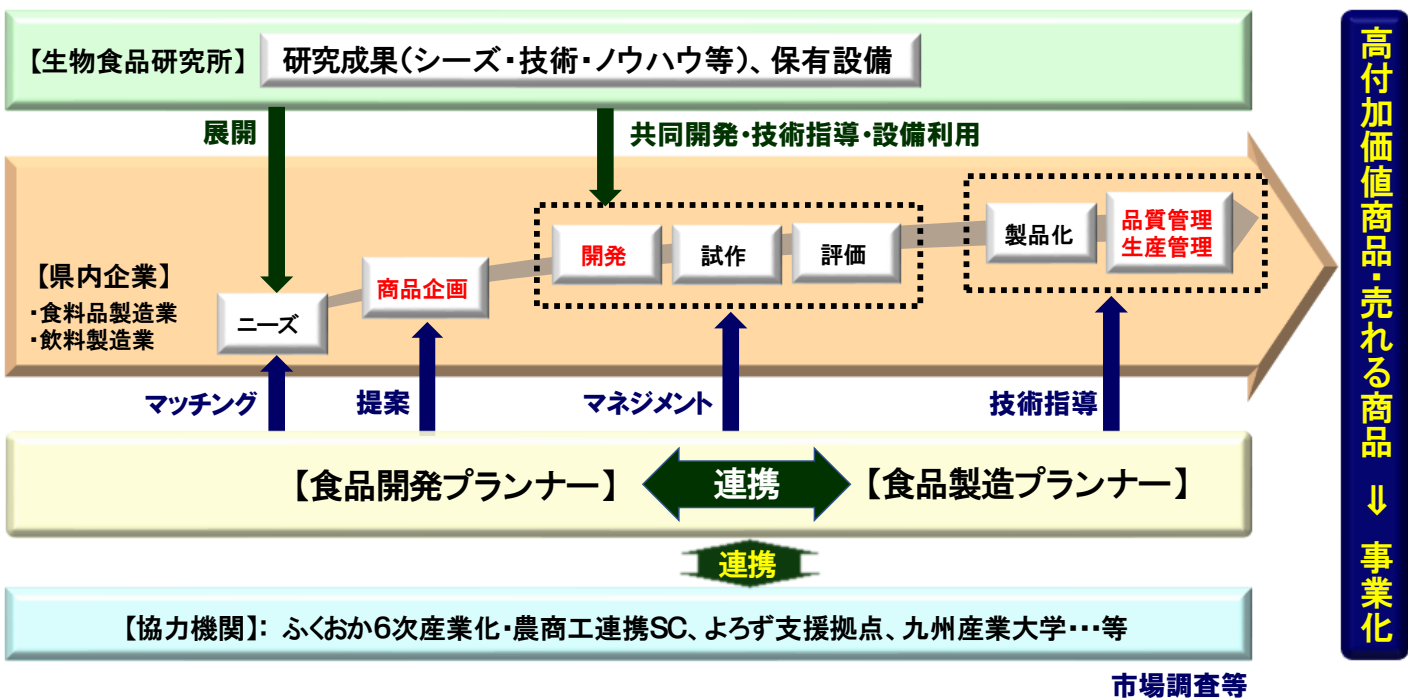 【生物食品研究所】 研究成果(シーズ・技術・ノウハウ等)、保有設備
展開
共同開発・技術指導・設備利用
【県内企業】
・食料品製造業
・飲料製造業
ニーズ
商品企画
開発
試作
評価
製品化
品質管理
生産管理
マッチング
提案
マネジメント
技術指導
【食品開発プランナー】 連携 【食品製造プランナー】
連携
【協力機関】: ふくおか6次産業化・農商工連携SC、よろず支援拠点、九州産業大学・・・等
市場調査等
高付加価値商品・売れる商品 ⇒ 事業化